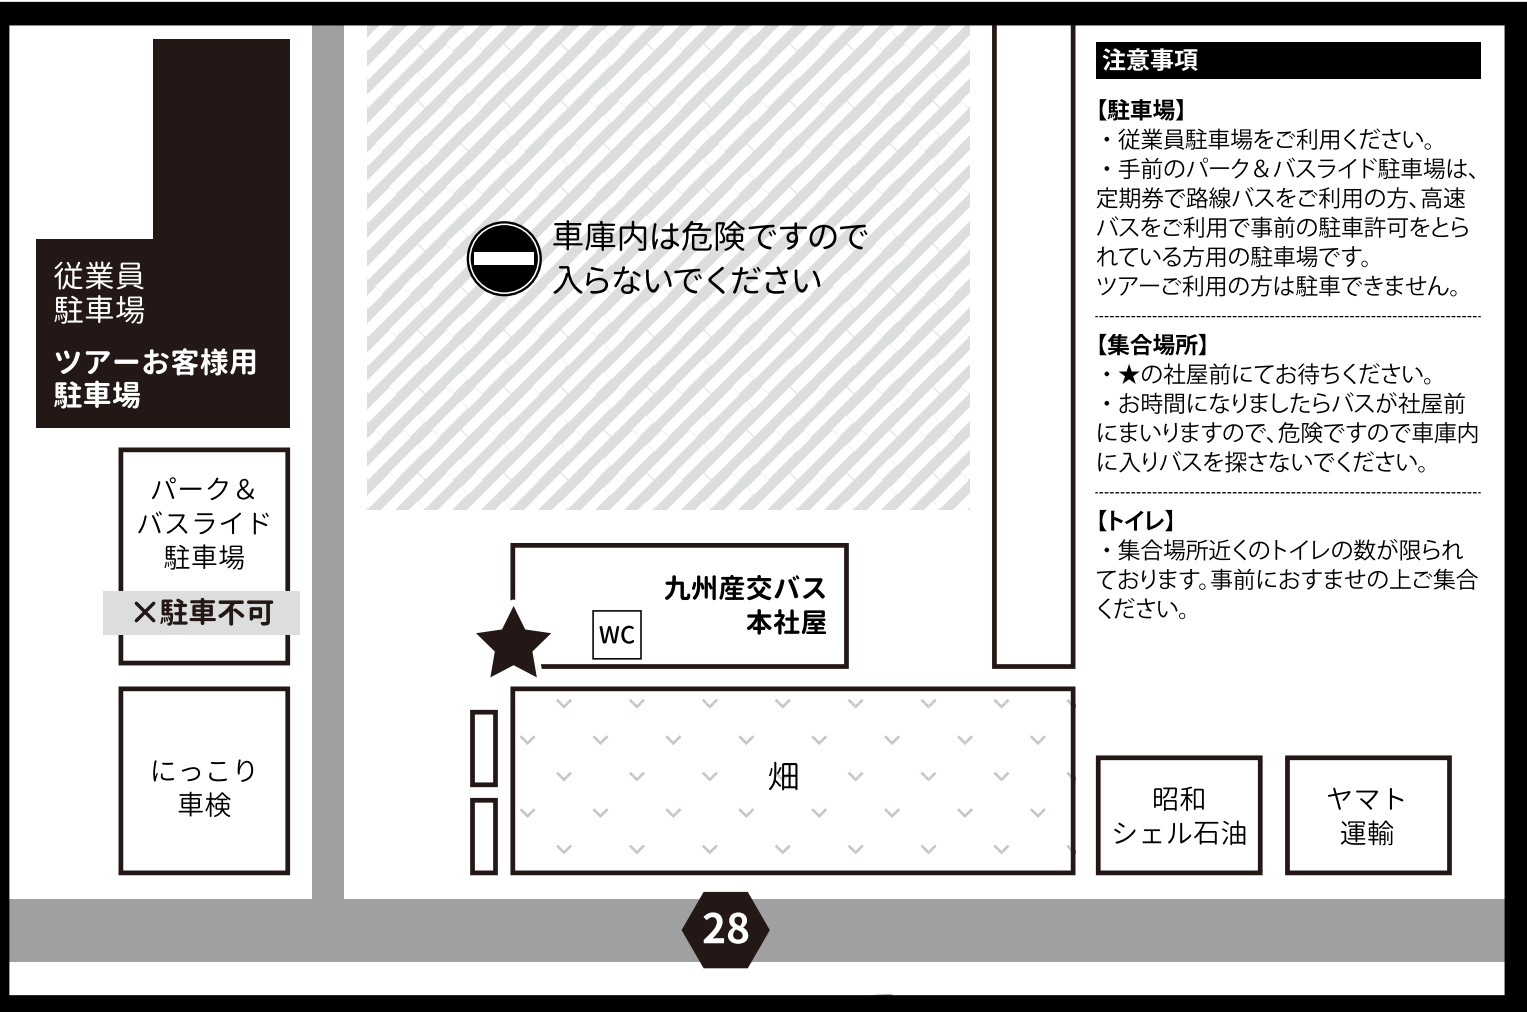 従業員
駐車場
ツアーお客様用
駐車場
パーク＆
バスライド
駐車場
×駐車不可
にっこり
車検
車庫内は危険ですので
入らないでください
九州産交バス
本社屋
WC
★
畑
28
昭和
シェル石油
ヤマト
運輸
注意事項
【駐車場】
・従業員駐車場をご利用ください。
・手前のパーク＆バスライド駐車場は、
定期券で路線バスをご利用の方、高速
バスをご利用で事前の駐車許可をとら
れている方用の駐車場です。
ツアーご利用の方は駐車できません。
【集合場所】
・★の社屋前にてお待ちください。
・お時間になりましたらバスが社屋前
にまいりますので、危険ですので車庫内
に入りバスを探さないでください。
【トイレ】
・集合場所近くのトイレの数が限られ
ております。事前におすませの上ご集合
ください。